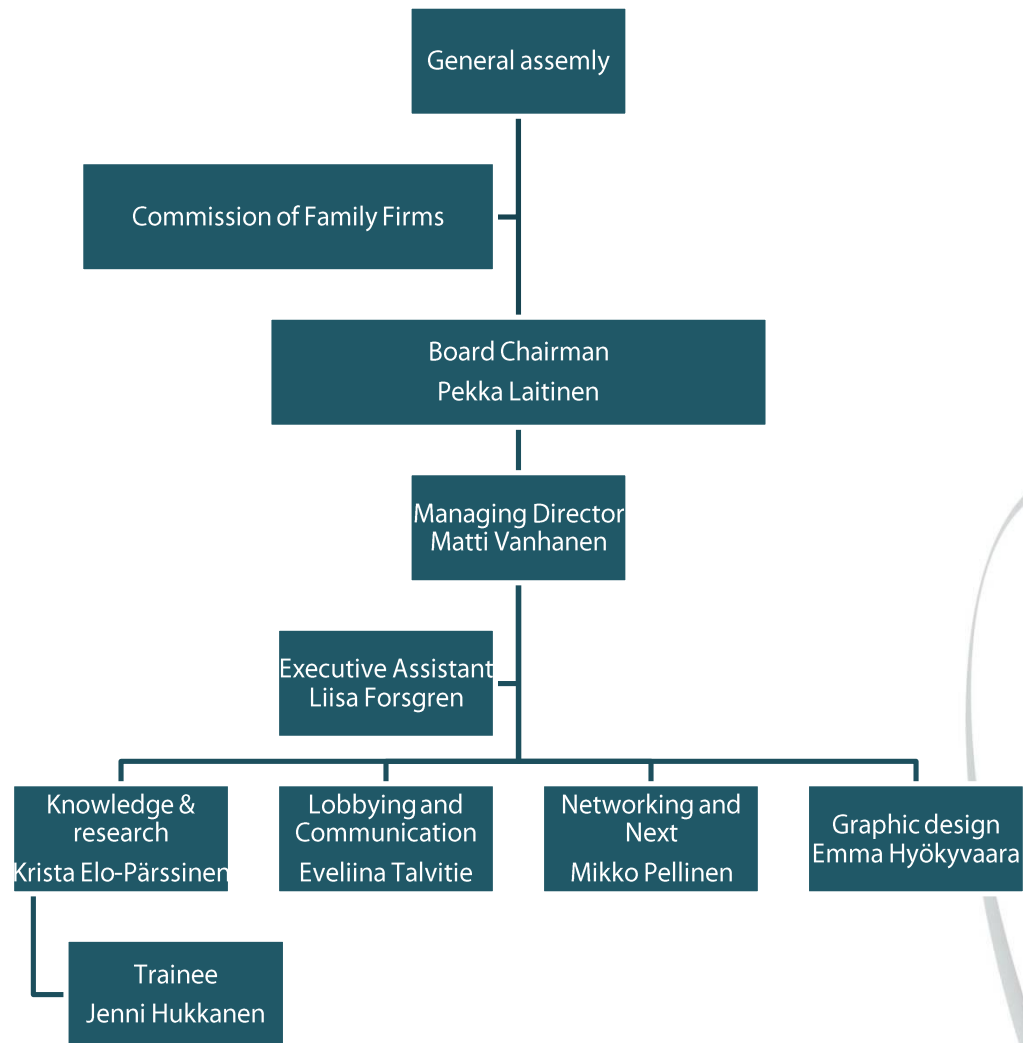 General assemly
Commission of Family Firms
Board Chairman
Pekka Laitinen
Managing Director
Matti Vanhanen
Executive Assistant
Liisa Forsgren
Knowledge &
research
Krista Elo-Pärssinen
Lobbying and
Communication
Eveliina Talvitie
Networking and
Next
Mikko Pellinen
Graphic design
Emma Hyökyvaara
Trainee
Jenni Hukkanen